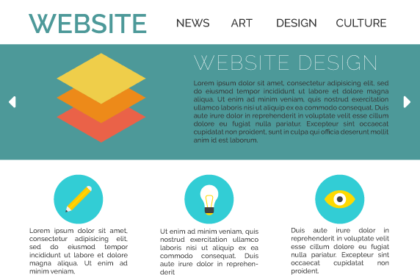 WEBSITE
NEWS ART DESIGN CULTURE
WEBSITE DESIGN
Lorem ipsum dolor sit amet, consectetur adipiscing elit, sed
do eiusmod tempor incididunt ut labore et dolore magna
aliqua. Ut enim ad minim veniam, quis nostrud exercitation
ullamco laboris nisi ut aliquip ex ea commodo consequat.
Duis aute irure dolor in reprehenderit in voluptate velit esse
dolore eu fugiat nulla pariatur. Excepteur sint occaecat
cupidatat non proident, sunt in culpa qui officia deserunt
mollit anim id est laborum.
Lorem ipsum dolor sit
amet, consectetur
adipiscing elit, sed
do eiusmod tempor
incididunt ut labore et
dolore magna aliqua.
Ut enim ad minim
veniam.
Ut enim ad minim veniam, quis
nostrud exercitation ullamco
laboris nisi ut aliquip ex ea
commodo consequat. Duis
aute irure dolor in reprehen-
derit
Duis aute irure dolor
in reprehenderit in
voluptate velit esse
dolore eu fugiat nulla
pariatur. Excepteur sint
occaecat cupidatat non
proident.